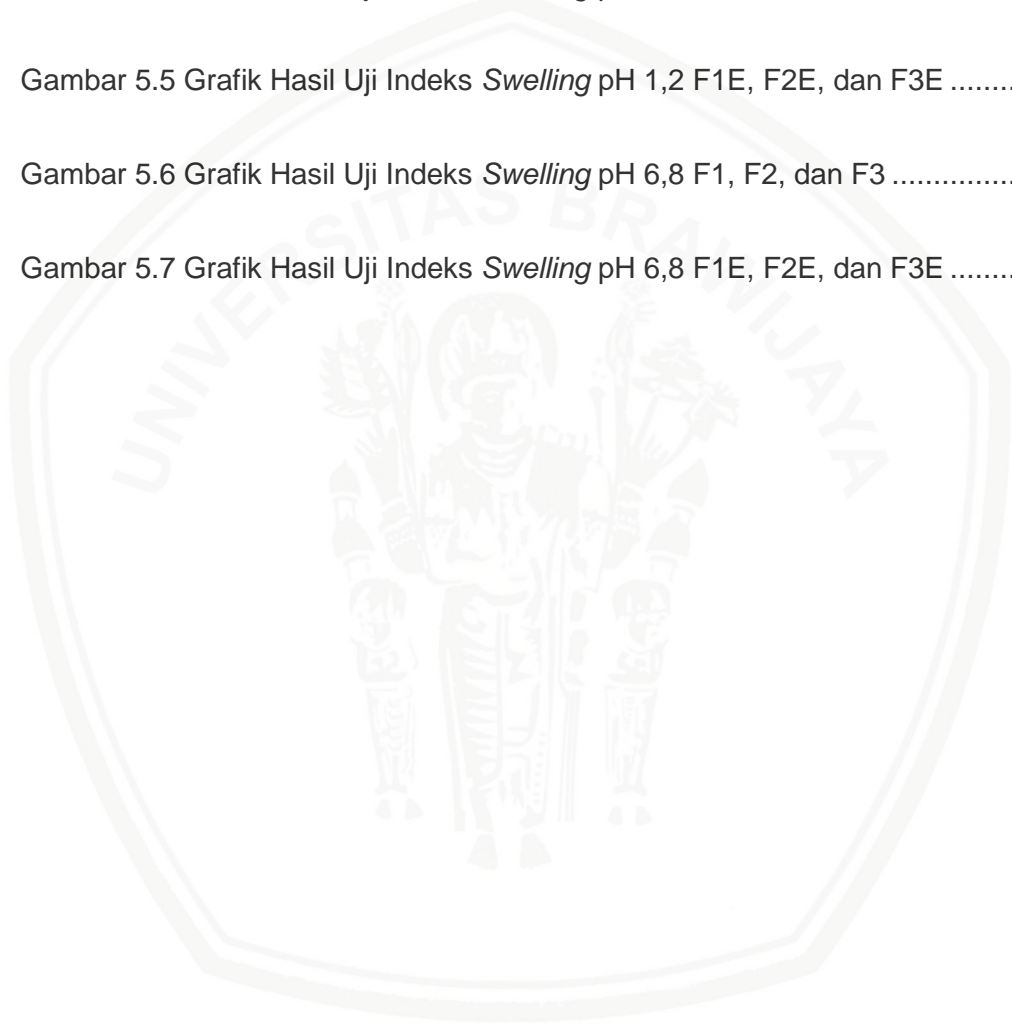 Gambar 5.5 Grafik Hasil Uji Indeks Swelling pH 1,2 F1E, F2E, dan F3E ........
Gambar 5.6 Grafik Hasil Uji Indeks Swelling pH 6,8 F1, F2, dan F3 ...............
Gambar 5.7 Grafik Hasil Uji Indeks Swelling pH 6,8 F1E, F2E, dan F3E ........
UNIVERSITAS BRAWIJAYA